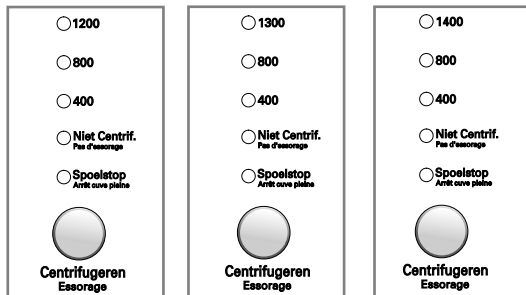 1200
800
400
Niet Centrif.
Pas d'essorage
Spoelstop
Arrêt cuve pleine
Centrifugeren
Essorage
1300
800
400
Niet Centrif.
Pas d'essorage
Spoelstop
Arrêt cuve pleine
Centrifugeren
Essorage
1400
800
400
Niet Centrif.
Pas d'essorage
Spoelstop
Arrêt cuve pleine
Centrifugeren
Essorage